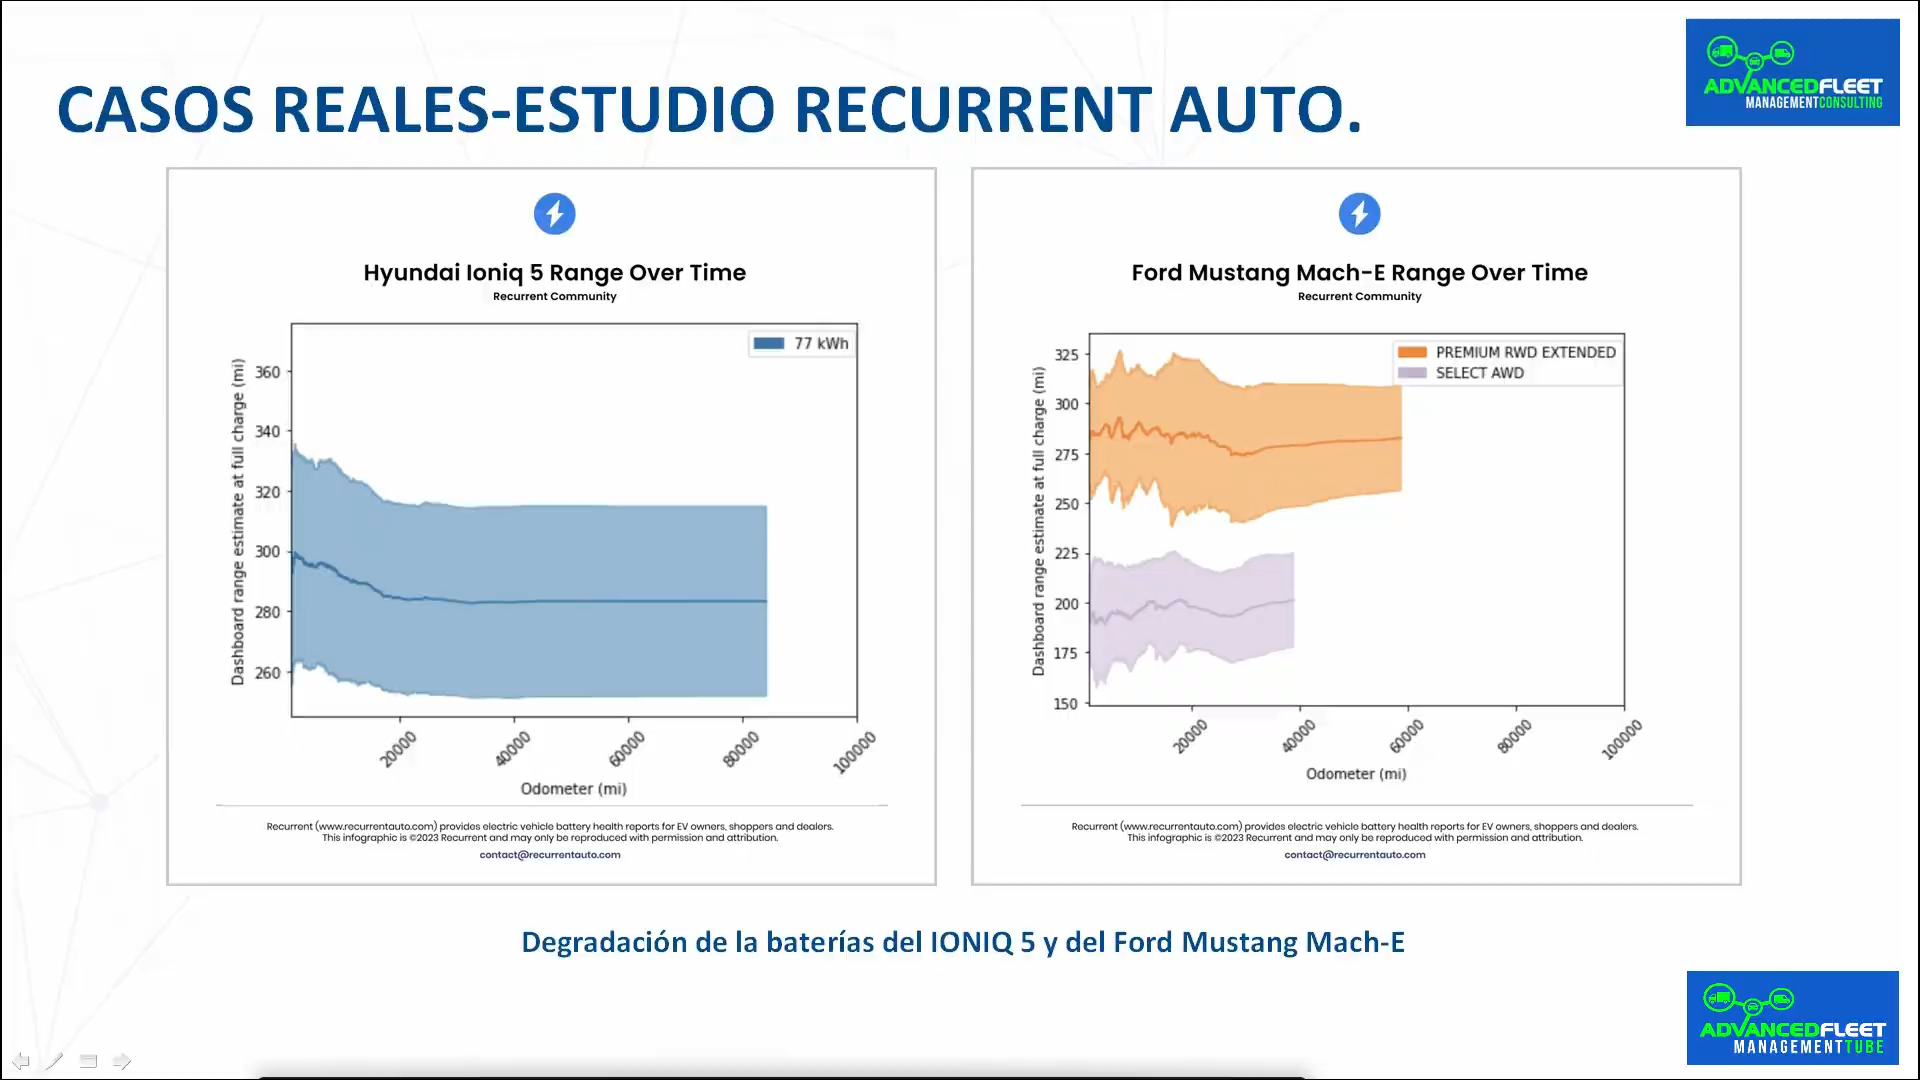 CASOS REALES-ESTUDIO RECURRENT AUTO.
ADVANCEDFLEET
MANAGEMENTCONSULTING
Hyundai Ioniq 5 Range Over Time
Recurrent Community
77 kWh
Dashboard range estimate at full charge (mi)
360
340
320
300
280
260
20000
40000
60000
80000
100000
Odometer (mi)
Recurrent (www.recurrentauto.com) provides electric vehicle battery health reports for EV owners, shoppers and dealers.
This infographic is ©2023 Recurrent and may only be reproduced with permission and attribution.
contact@recurrentauto.com
Ford Mustang Mach-E Range Over Time
Recurrent Community
PREMIUM RWD EXTENDED
SELECT AWD
Dashboard range estimate at full charge (mi)
325
300
275
250
225
200
175
150
20000
40000
60000
80000
100000
Odometer (mi)
Recurrent (www.recurrentauto.com) provides electric vehicle battery health reports for EV owners, shoppers and dealers.
This infographic is ©2023 Recurrent and may only be reproduced with permission and attribution.
contact@recurrentauto.com
Degradación de la baterías del IONIQ 5 y del Ford Mustang Mach-E
ADVANCEDFLEET
MANAGEMENTTUBE